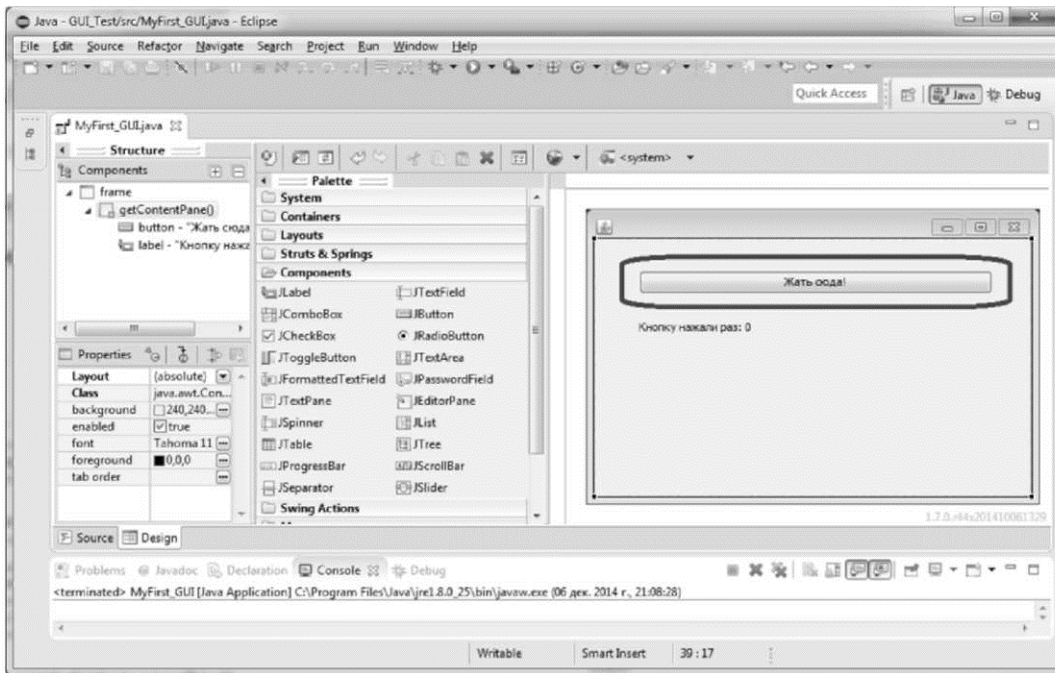 Java - GUI_Test/src/MyFirst_GUI.java - Eclipse
File Edit Source Refactor Navigate Search Project Run Window Help
Quick Access Java Debug
MyFirst_GUI.java
Structure
Components
frame
getContentPane()
button - "Жать сюда
label - "Кнопку нажа
Properties
Layout (absolute)
Class java.awt.Con...
background 240,240...
enabled true
font Tahoma 11
foreground 0,0,0
tab order
<system>
Palette
System
Containers
Layouts
Struts & Springs
Components
JLabel JTextField
JComboBox JButton
JCheckBox JRadioButton
JToggleButton JTextArea
JFormattedTextField JPasswordField
JTextPane JEditorPane
JSpinner JList
JTable JTree
JProgressBar JScrollBar
JSeparator JSlider
Swing Actions
Жать сюда!
Кнопку нажали раз: 0
1.7.0.r44x201410061329
Source Design
Problems Javadoc Declaration Console Debug
<terminated> MyFirst_GUI [Java Application] C:\Program Files\Java\jre1.8.0_25\bin\javaw.exe (06 дек. 2014 г., 21:08:28)
Writable Smart Insert 39 : 17